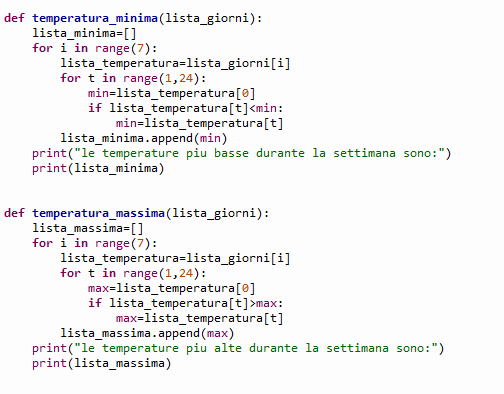 def temperatura_minima(lista_giorni):
    lista_minima=[]
    for i in range(7):
        lista_temperatura=lista_giorni[i]
        for t in range(1,24):
            min=lista_temperatura[0]
            if lista_temperatura[t]<min:
                min=lista_temperatura[t]
        lista_minima.append(min)
    print("le temperature piu basse durante la settimana sono:")
    print(lista_minima)

def temperatura_massima(lista_giorni):
    lista_massima=[]
    for i in range(7):
        lista_temperatura=lista_giorni[i]
        for t in range(1,24):
            max=lista_temperatura[0]
            if lista_temperatura[t]>max:
                max=lista_temperatura[t]
        lista_massima.append(max)
    print("le temperature piu alte durante la settimana sono:")
    print(lista_massima)